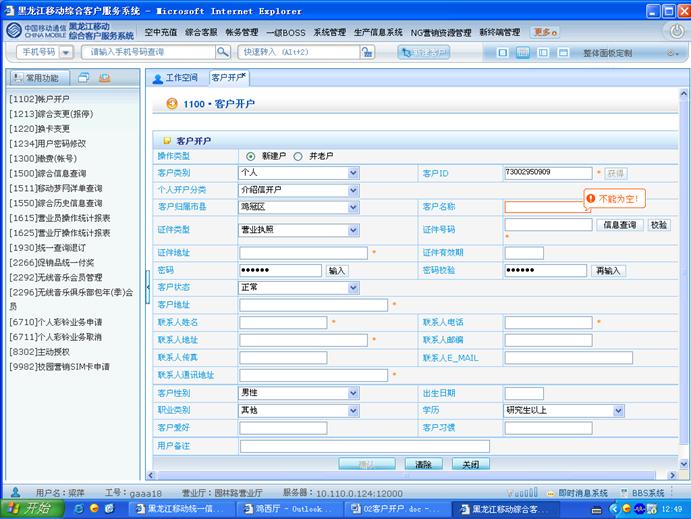 黑龙江移动综合客户服务系统 - Microsoft Internet Explorer
中国移动通信 CHINA MOBILE 黑龙江移动 综合客户服务系统 空中充值 综合客服 帐务管理 一级BOSS 系统管理 生产信息系统 NG营销资源管理 新终端管理 更多
手机号码 请输入手机号码查询 快速转入 (Alt+2) 新建客户 整体面板定制
常用功能 工作空间 客户开户
[1102]帐户开户
[1213]综合变更(报停)
[1220]换卡变更
[1234]用户密码修改
[1300]缴费(帐号)
[1500]综合信息查询
[1511]移动梦网详单查询
[1550]综合历史信息查询
[1615]营业员操作统计报表
[1625]营业厅操作统计报表
[1930]统一查询退订
[2266]促销品统一付奖
[2272]无线音乐会员管理
[2296]无线音乐俱乐部包年(季)会员
[6710]个人彩铃业务申请
[6711]个人彩铃业务取消
[8302]主动授权
[9982]校园营销SIM卡申请
1100·客户开户
客户开户
操作类型 新建户 并老户
客户类别 个人 客户ID 73002950909 * 获得
个人开户分类 介绍信开户
不能为空!
客户归属市县 鸡冠区 客户名称
证件类型 营业执照 证件号码 * 信息查询 校验
证件地址 * 证件有效期
密码 ●●●●●● 输入 密码校验 ●●●●●● 再输入
客户状态 正常
客户地址 *
联系人姓名 * 联系人电话 *
联系人地址 * 联系人邮编
联系人传真 联系人E_MAIL
联系人通讯地址 *
客户性别 男性 出生日期
职业类别 其他 学历 研究生以上
客户爱好 客户习惯
用户备注
确认 清除 关闭
用户名：梁萍 工号：gaaa18 营业厅：园林路营业厅 服务器：10.110.0.124:12000 即时消息系统 BBS系统
开始 黑龙江移动统一信... 鸡西厅 - Outlook... 02客户开户.doc -... 黑龙江移动综合客... 12:49